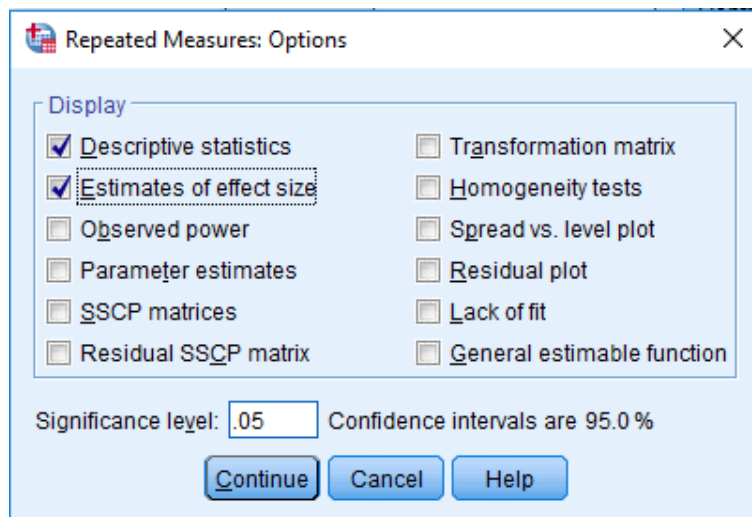 Repeated Measures: Options
Display
Descriptive statistics
Transformation matrix
Estimates of effect size
Homogeneity tests
Observed power
Spread vs. level plot
Parameter estimates
Residual plot
SSCP matrices
Lack of fit
Residual SSCP matrix
General estimable function
Significance level: .05 Confidence intervals are 95.0 %
Continue Cancel Help